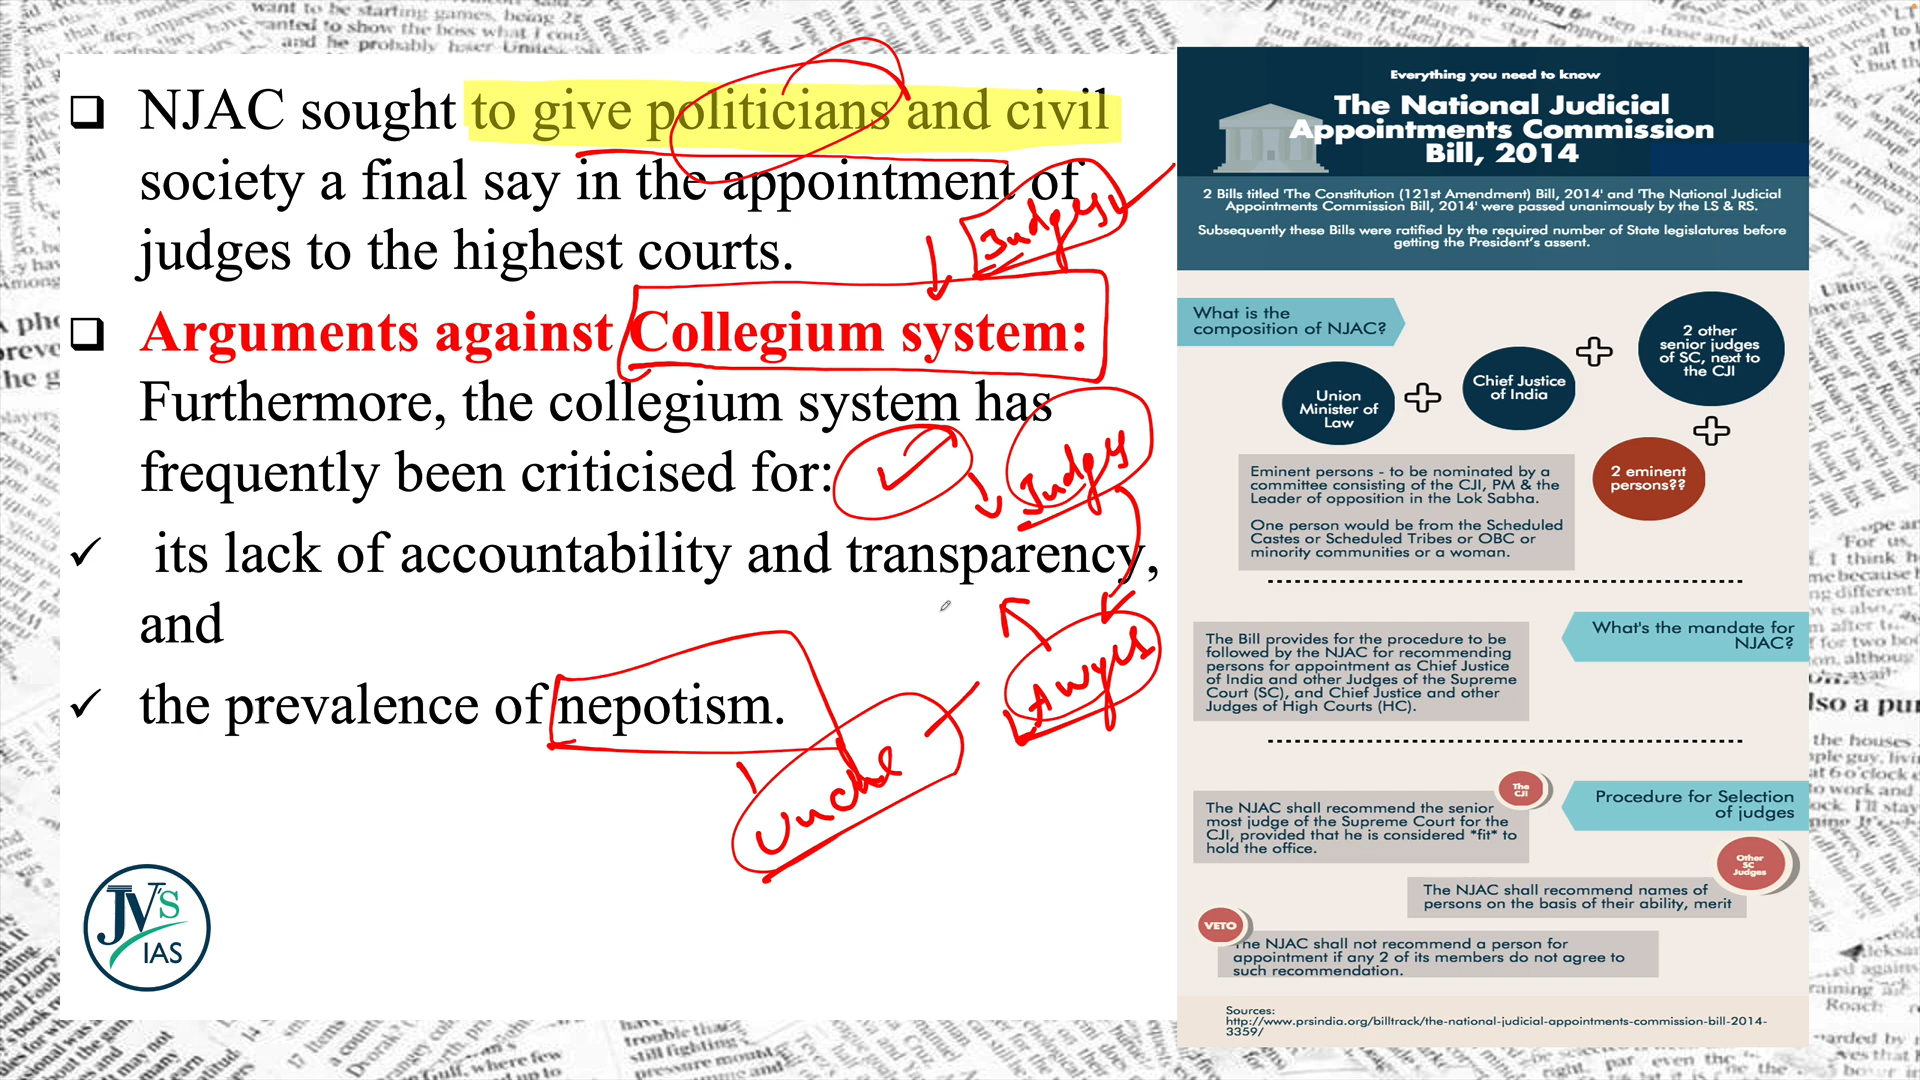 ❑ NJAC sought to give politicians and civil
society a final say in the appointment of
judges to the highest courts.
❑ Arguments against Collegium system:
Furthermore, the collegium system has
frequently been criticised for:
✓ its lack of accountability and transparency,
and
✓ the prevalence of nepotism.
Judges
Judges
JV'S
IAS
Everything you need to know
The National Judicial
Appointments Commission
Bill, 2014
2 Bills titled 'The Constitution (121st Amendment) Bill, 2014' and 'The National Judicial
Appointments Commission Bill, 2014' were passed unanimously by the LS & RS.
Subsequently these Bills were ratified by the required number of State legislatures before
getting the President's assent.
What is the
composition of NJAC?
Union
Minister of
Law
Chief Justice
of India
2 other
senior judges
of SC, next to
the CJI
2 eminent
persons??
Eminent persons - to be nominated by a
committee consisting of the CJI, PM & the
Leader of opposition in the Lok Sabha.
One person would be from the Scheduled
Castes or Scheduled Tribes or OBC or
minority communities or a woman.
What's the mandate for
NJAC?
The Bill provides for the procedure to be
followed by the NJAC for recommending
persons for appointment as Chief Justice
of India and other Judges of the Supreme
Court (SC), and Chief Justice and other
Judges of High Courts (HC).
Procedure for Selection
of judges
The
CJI
The NJAC shall recommend the senior
most judge of the Supreme Court for the
CJI, provided that he is considered *fit* to
hold the office.
Other
SC
Judges
The NJAC shall recommend names of
persons on the basis of their ability, merit
VETO
The NJAC shall not recommend a person for
appointment if any 2 of its members do not agree to
such recommendation.
Sources:
http://www.prsindia.org/billtrack/the-national-judicial-appointments-commission-bill-2014-
3359/